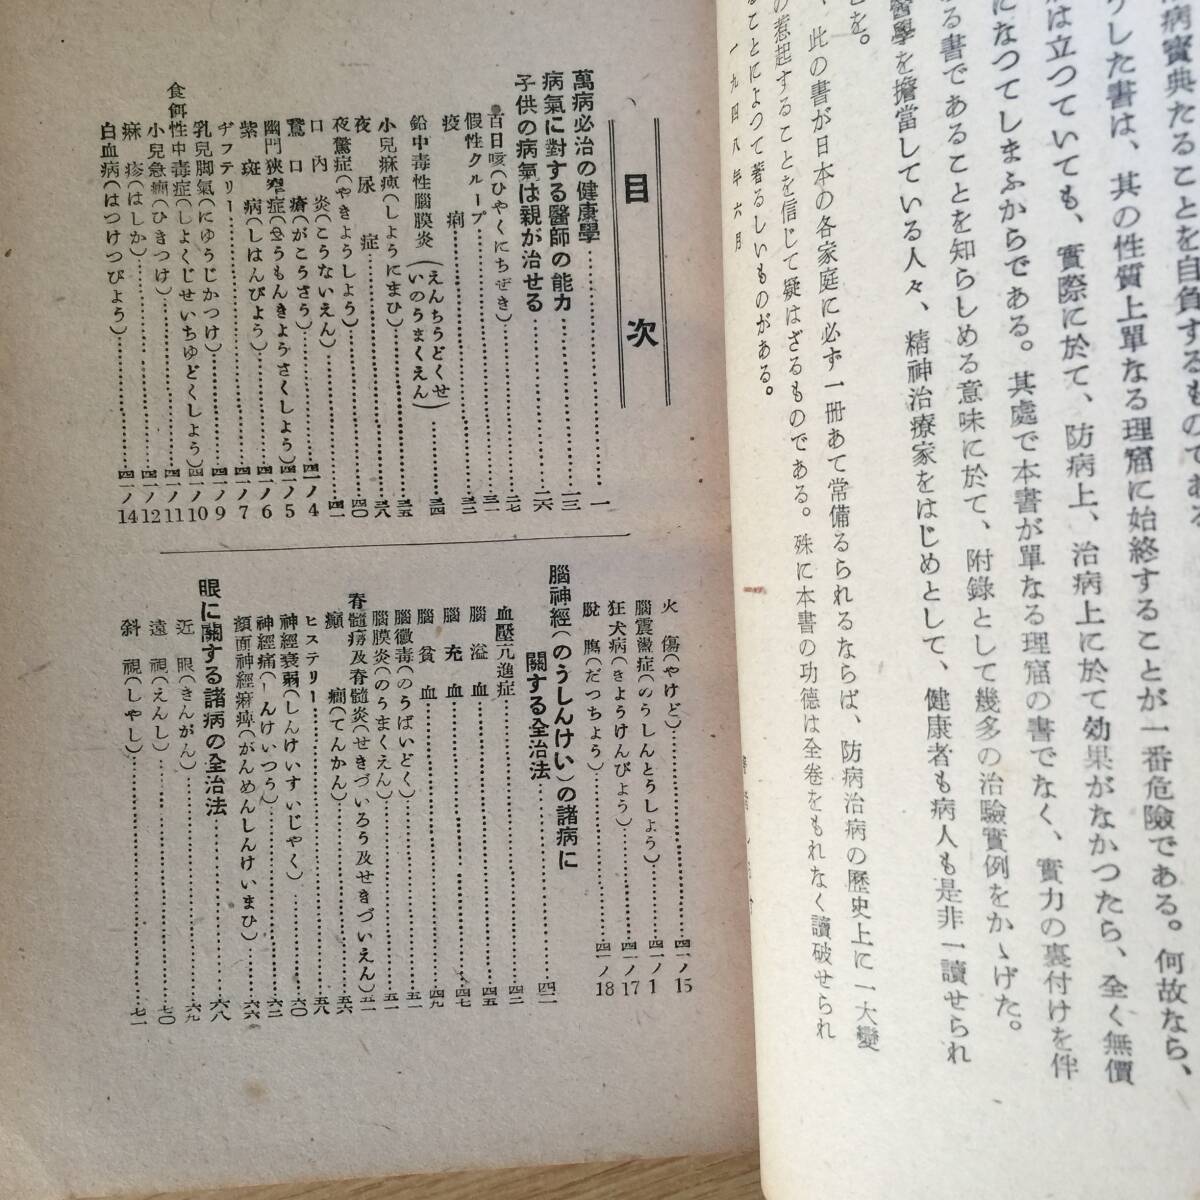 病寶典たることを自負するものである
うした書は、其の性質上單なる理窟に始終することが一番危險である。何故なら、
は立つていても、實際に於て、防病上、治病上に於て効果がなかつたら、全く無價
になつてしまふからである。其處で本書が單なる理窟の書でなく、實力の裏付けを伴
る書であることを知らしめる意味に於て、附錄として幾多の治驗實例をかゝげた。
醫學を擔當している人々、精神治療家をはじめとして、健康者も病人も是非一讀せられ
を。
、此の書が日本の各家庭に必ず一冊あて常備るられるならば、防病治病の歷史上に一大變
の惹起することを信じて疑はざるものである。殊に本書の功德は全卷をもれなく讀破せられ
ることによつて著るしいものがある。
一九四八年六月
目次
萬病必治の健康學……一
病氣に對する醫師の能力……一三
子供の病氣は親が治せる……二六
百日咳(ひやくにちぜき)……二七
假性クループ……三一
疫痢……三二
鉛中毒性腦膜炎(えんちうどくせいのうまくえん)……三四
小兒痳痺(しようにまひ)……三五
夜尿症……三八
夜驚症(やきようしよう)……四〇
口內炎(こうないえん)……四一
鵞口瘡(がこうさう)……四一ノ4
幽門狹窄症(ゆうもんきようさくしよう)……四一ノ5
紫斑病(しはんびよう)……四一ノ6
ヂフテリー……四一ノ7
乳兒脚氣(にゆうじかつけ)……四一ノ9
食餌性中毒症(しよくじせいちゆどくしよう)……四一ノ10
小兒急癇(ひきつけ)……四一ノ11
痳疹(はしか)……四一ノ12
白血病(はつけつびよう)……四一ノ14
火傷(やけど)……四一ノ15
腦震盪症(のうしんとうしよう)……四一ノ1
狂犬病(きようけんびよう)……四一ノ17
脫膓(だつちよう)……四一ノ18
腦神經(のうしんけい)の諸病に
關する全治法……四二
血壓亢進症……四二
腦溢血……四五
腦充血……四七
腦貧血……四九
腦黴毒(のうばいどく)……五一
腦膜炎(のうまくえん)……五一
脊髓癆及脊髓炎(せきづいろう及せきづいえん)……五一
癲癇(てんかん)……五六
ヒステリー……五八
神經衰弱(しんけいすいじやく)……六〇
神經痛(しんけいつう)……六三
顏面神經痳痺(がんめんしんけいまひ)……六六
眼に關する諸病の全治法……六八
近眼(きんがん)……六九
遠視(えんし)……七〇
斜視(しやし)……七一